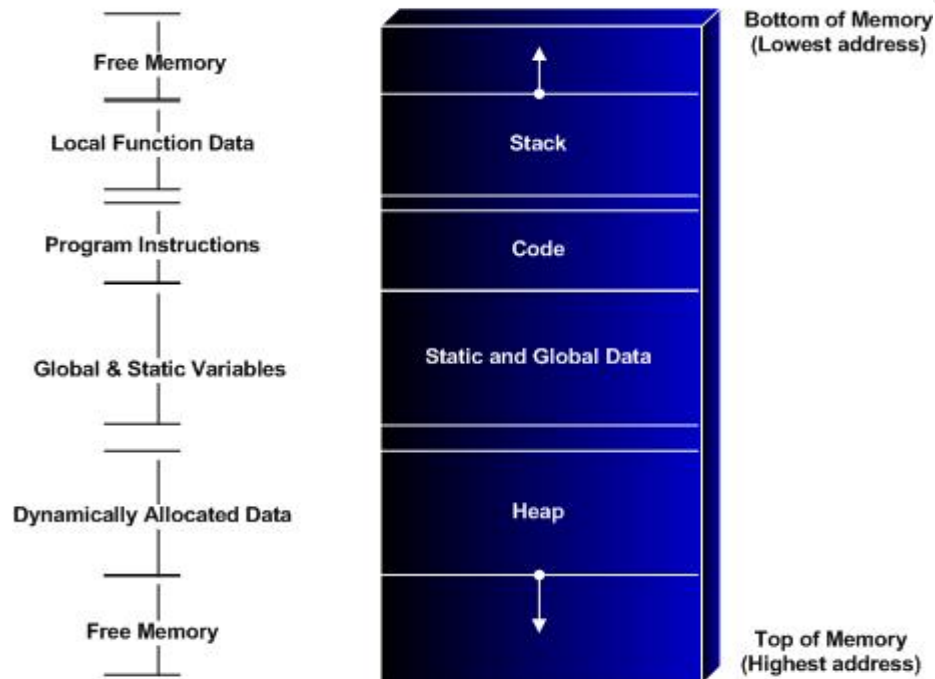 Bottom of Memory
(Lowest address)
Free Memory
Local Function Data
Stack
Program Instructions
Code
Global & Static Variables
Static and Global Data
Dynamically Allocated Data
Heap
Free Memory
Top of Memory
(Highest address)